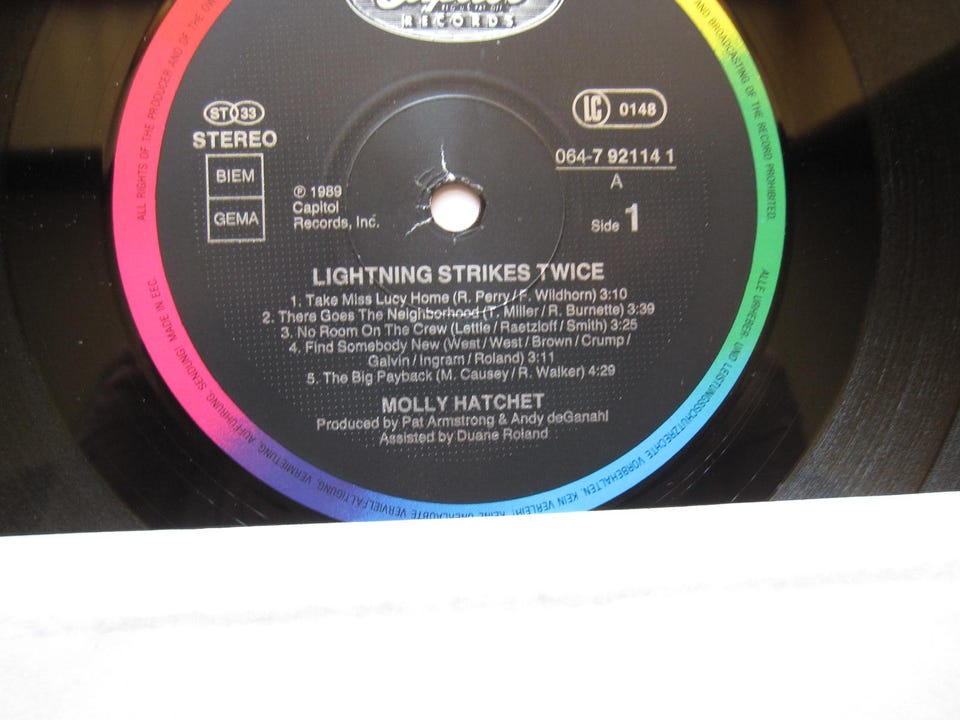 RECORDS
ST 33
STEREO
BIEM
GEMA
℗ 1989
Capitol
Records, Inc.
LC 0148
064-7 92114 1
A
Side 1
LIGHTNING STRIKES TWICE
1. Take Miss Lucy Home (R. Perry / F. Wildhorn) 3:10
2. There Goes The Neighborhood (T. Miller / R. Burnette) 3:39
3. No Room On The Crew (Lettie / Raetzloff / Smith) 3:25
4. Find Somebody New (West / West / Brown / Crump /
Galvin / Ingram / Roland) 3:11
5. The Big Payback (M. Causey / R. Walker) 4:29
MOLLY HATCHET
Produced by Pat Armstrong & Andy deGanahl
Assisted by Duane Roland
ALL RIGHTS OF THE PRODUCER AND OF THE
AND BROADCASTING OF THE RECORD PROHIBITED.
ALLE URHEBER- UND LEISTUNGSSCHUTZRECHTE VORBEHALTEN. KEIN VERLEIH! KEINE UNERLAUBTE VERVIELFÄLTIGUNG, VERMIETUNG, AUFFÜHRUNG, SENDUNG! MADE IN EEC.